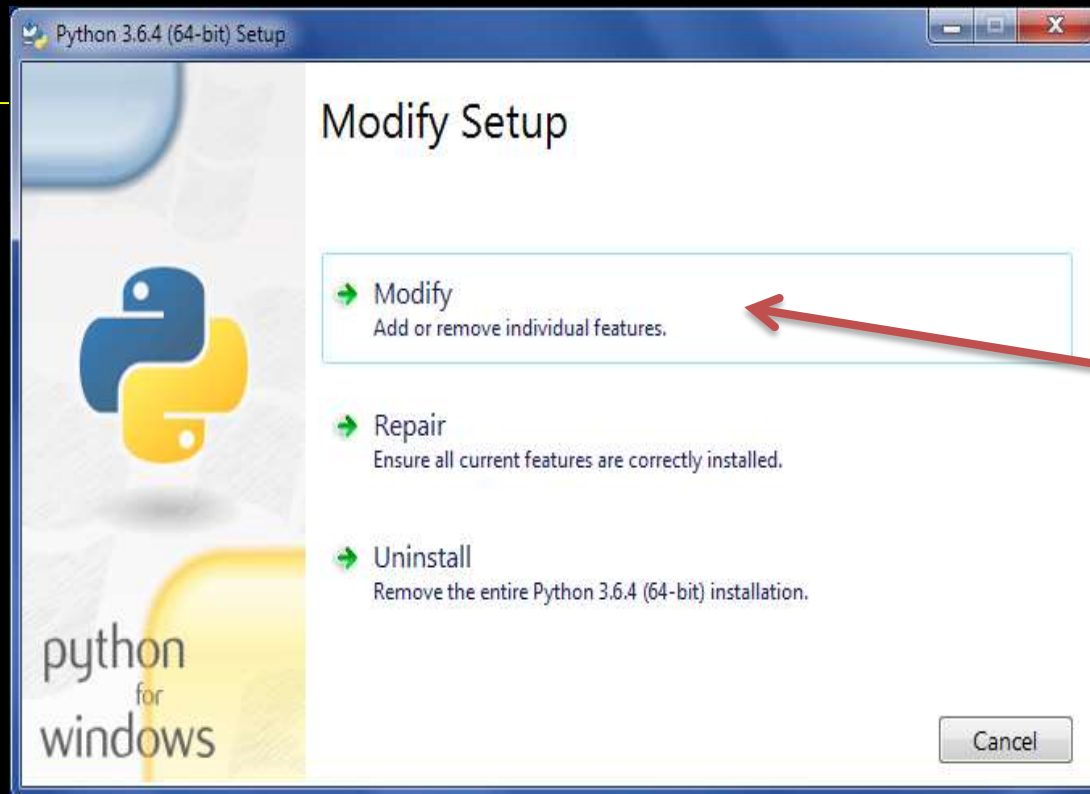 Python 3.6.4 (64-bit) Setup
Modify Setup
Modify
Add or remove individual features.
Repair
Ensure all current features are correctly installed.
Uninstall
Remove the entire Python 3.6.4 (64-bit) installation.
python
for
windows
Cancel